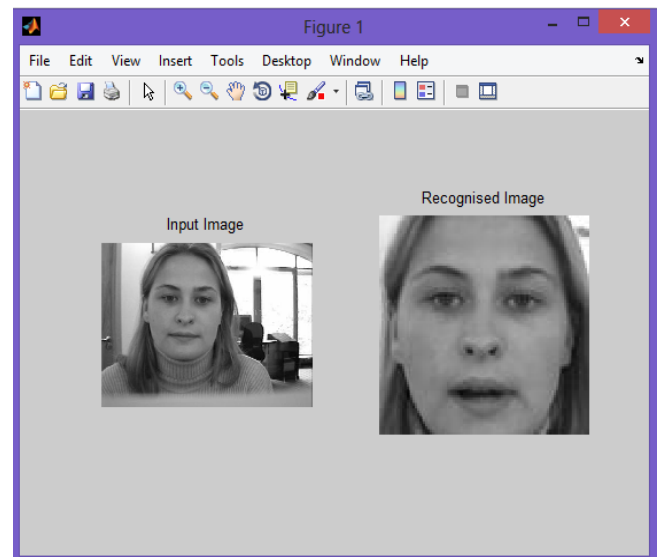 Figure 1
File Edit View Insert Tools Desktop Window Help
Input Image
Recognised Image